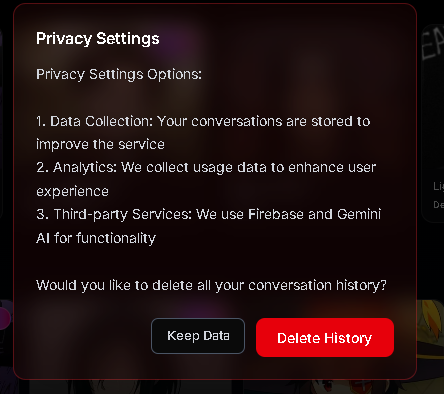 Privacy Settings
Privacy Settings Options:
1. Data Collection: Your conversations are stored to
improve the service
2. Analytics: We collect usage data to enhance user
experience
3. Third-party Services: We use Firebase and Gemini
AI for functionality
Would you like to delete all your conversation history?
Keep Data
Delete History